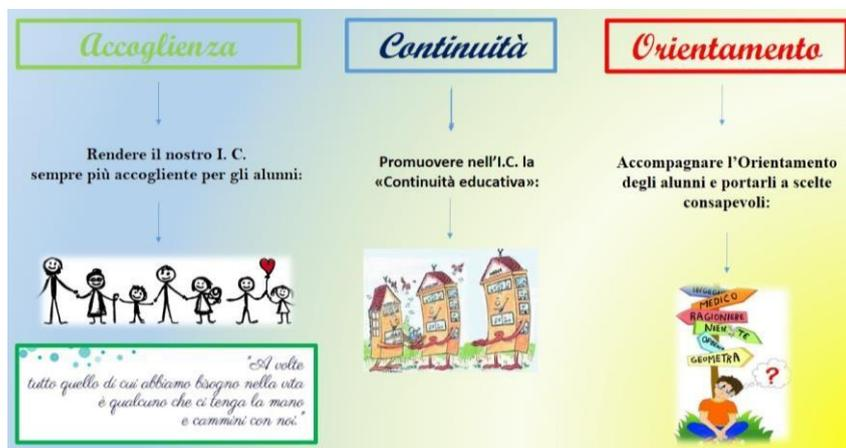 Accoglienza
Rendere il nostro I. C.
sempre più accogliente per gli alunni:
"A volte
tutto quello di cui abbiamo bisogno nella vita
è qualcuno che ci tenga la mano
e cammini con noi."
Continuità
Promuovere nell'I.C. la
«Continuità educativa»:
Orientamento
Accompagnare l'Orientamento
degli alunni e portarli a scelte
consapevoli:
MEDICO
RAGIONIERE
GEOMETRA
?